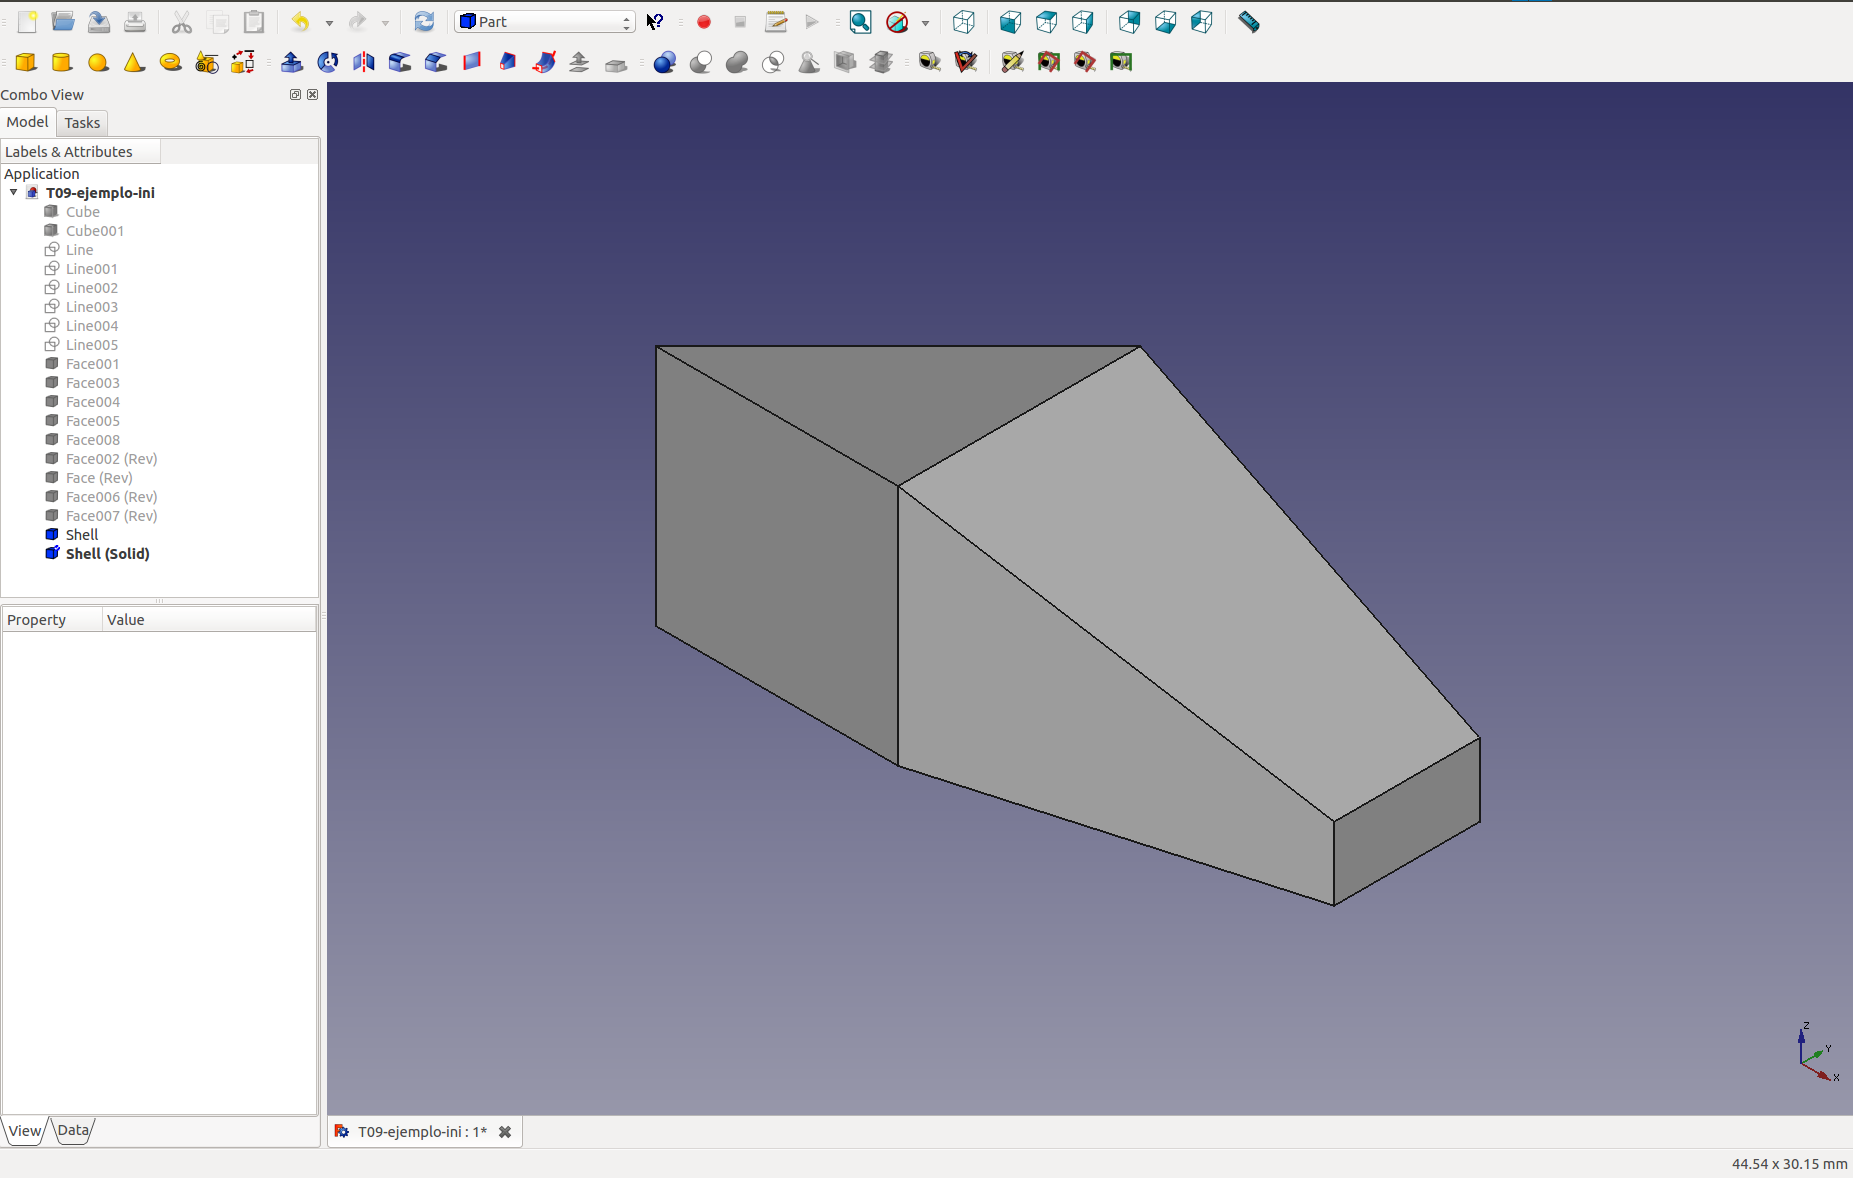 Part
Combo View
Model
Tasks
Labels & Attributes
Application
T09-ejemplo-ini
Cube
Cube001
Line
Line001
Line002
Line003
Line004
Line005
Face001
Face003
Face004
Face005
Face008
Face002 (Rev)
Face (Rev)
Face006 (Rev)
Face007 (Rev)
Shell
Shell (Solid)
Property Value
Z
Y
X
View Data
T09-ejemplo-ini : 1*
44.54 x 30.15 mm